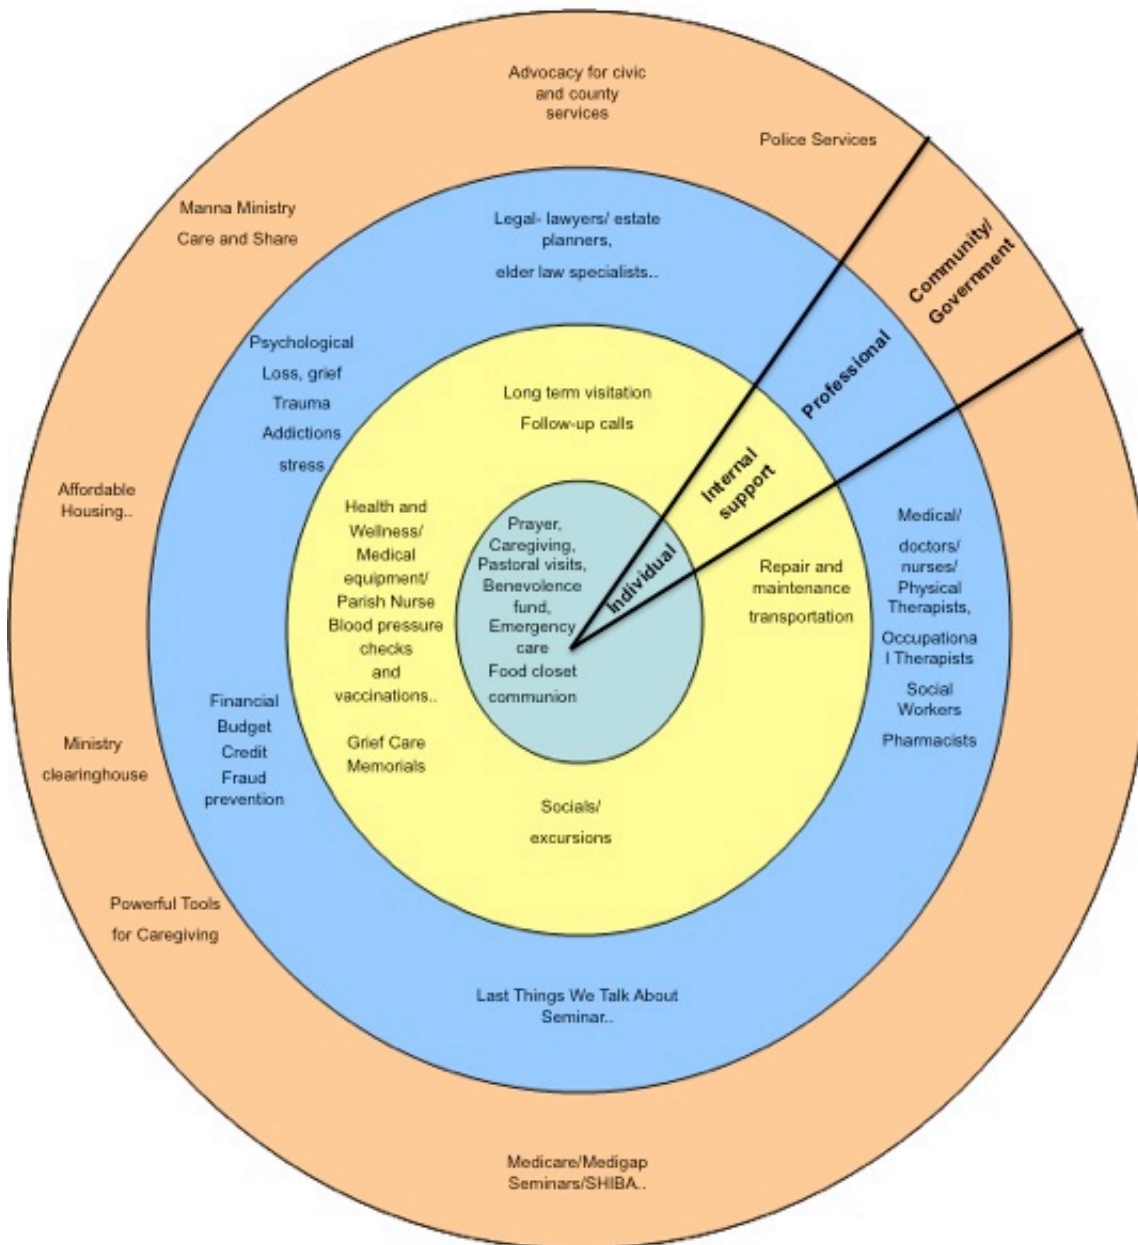 Advocacy for civic
and county
services
Police Services
Community/
Government
Manna Ministry
Care and Share
Affordable
Housing..
Ministry
clearinghouse
Powerful Tools
for Caregiving
Medicare/Medigap
Seminars/SHIBA..
Legal- lawyers/ estate
planners,
elder law specialists..
Professional
Psychological
Loss, grief
Trauma
Addictions
stress
Financial
Budget
Credit
Fraud
prevention
Medical/
doctors/
nurses/
Physical
Therapists,
Occupationa
l Therapists
Social
Workers
Pharmacists
Last Things We Talk About
Seminar..
Long term visitation
Follow-up calls
Internal
support
Health and
Wellness/
Medical
equipment/
Parish Nurse
Blood pressure
checks
and
vaccinations..
Grief Care
Memorials
Repair and
maintenance
transportation
Socials/
excursions
Individual
Prayer,
Caregiving,
Pastoral visits,
Benevolence
fund,
Emergency
care
Food closet
communion